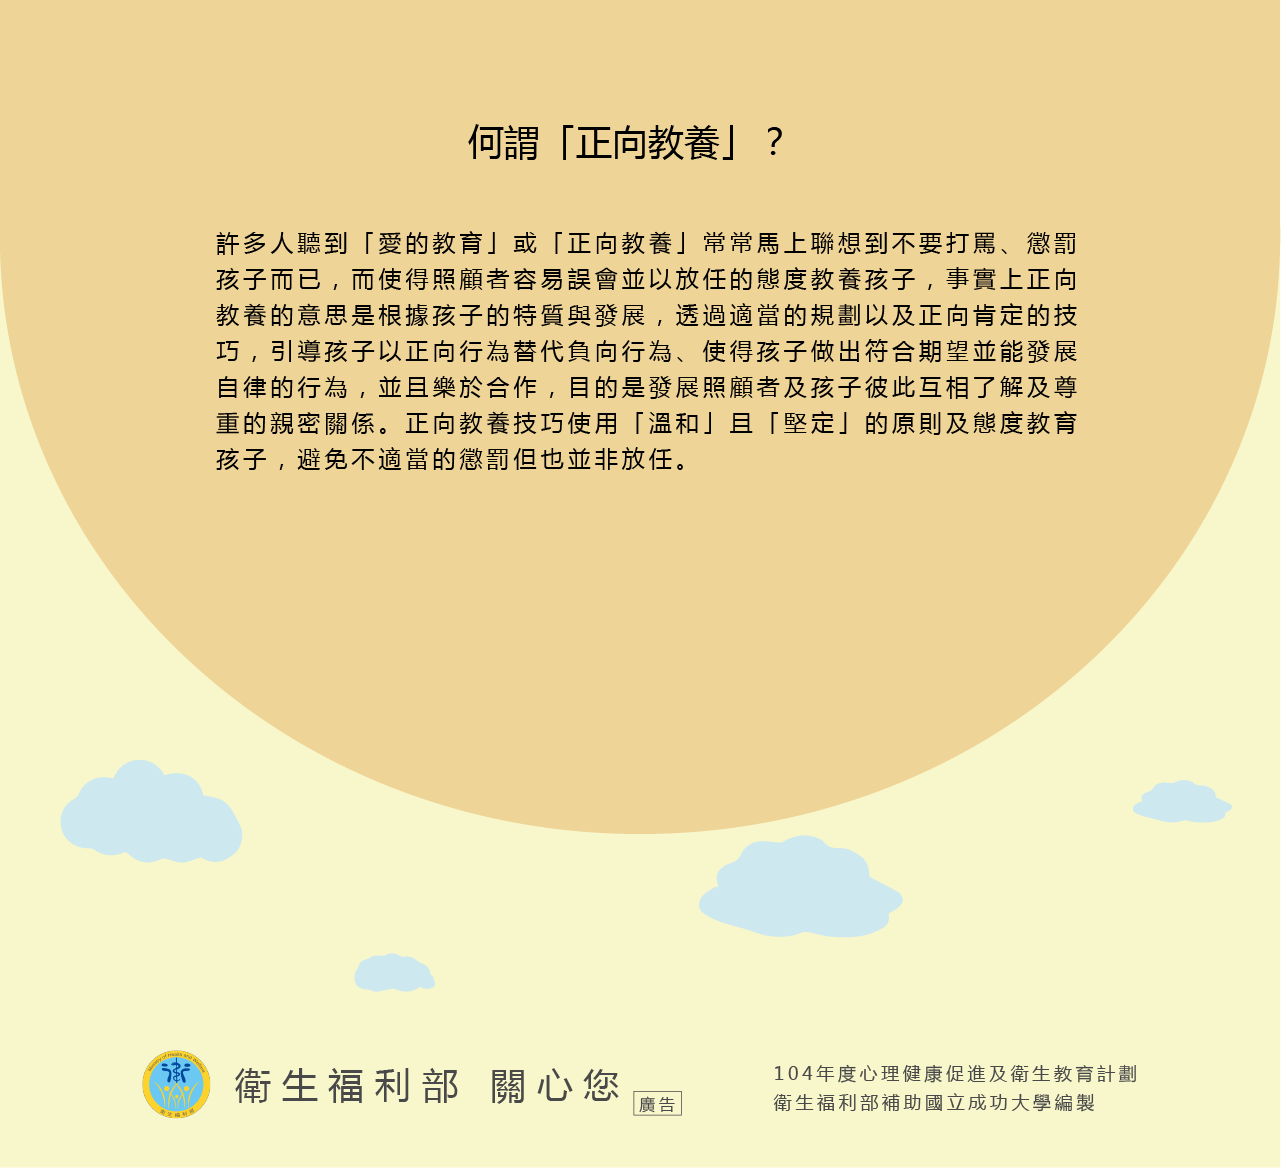 何謂「正向教養」？
許多人聽到「愛的教育」或「正向教養」常常馬上聯想到不要打罵、懲罰
孩子而已，而使得照顧者容易誤會並以放任的態度教養孩子，事實上正向
教養的意思是根據孩子的特質與發展，透過適當的規劃以及正向肯定的技
巧，引導孩子以正向行為替代負向行為、使得孩子做出符合期望並能發展
自律的行為，並且樂於合作，目的是發展照顧者及孩子彼此互相了解及尊
重的親密關係。正向教養技巧使用「溫和」且「堅定」的原則及態度教育
孩子，避免不適當的懲罰但也並非放任。
Ministry of Health and Welfare
衛生福利部
衛生福利部 關心您
廣告
104年度心理健康促進及衛生教育計劃
衛生福利部補助國立成功大學編製